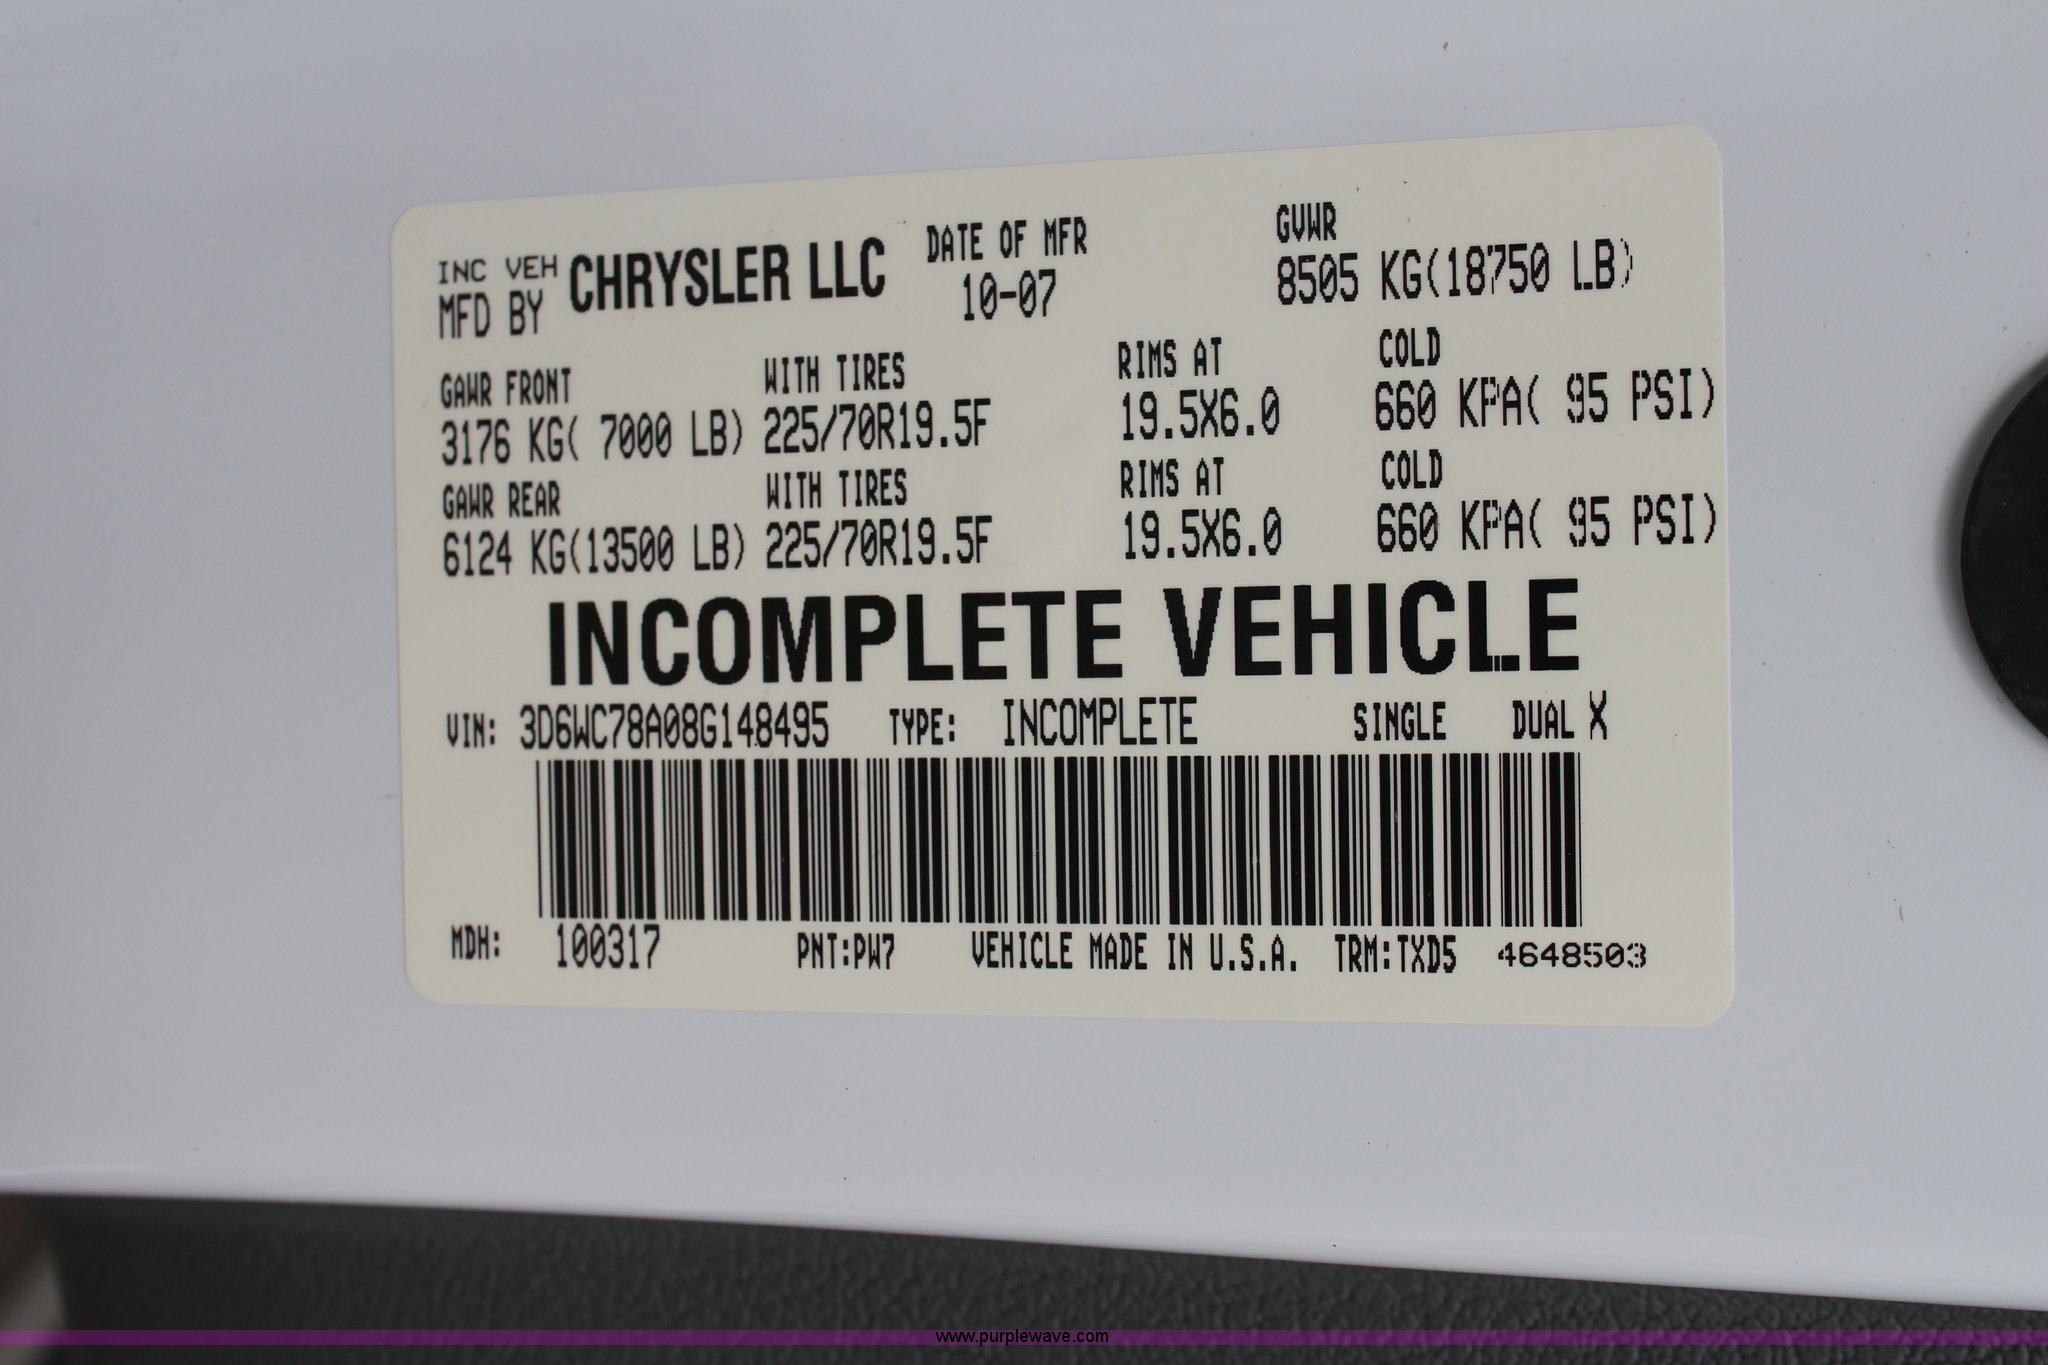 INC VEH
MFD BY CHRYSLER LLC
DATE OF MFR
10-07
GVWR
8505 KG(18750 LB)
GAWR FRONT WITH TIRES RIMS AT COLD
3176 KG( 7000 LB) 225/70R19.5F 19.5X6.0 660 KPA( 95 PSI)
GAWR REAR WITH TIRES RIMS AT COLD
6124 KG(13500 LB) 225/70R19.5F 19.5X6.0 660 KPA( 95 PSI)
INCOMPLETE VEHICLE
VIN: 3D6WC78A08G148495 TYPE: INCOMPLETE SINGLE DUAL X
MDH: 100317 PNT:PW7 VEHICLE MADE IN U.S.A. TRM:TXD5 4648503
www.purplewave.com